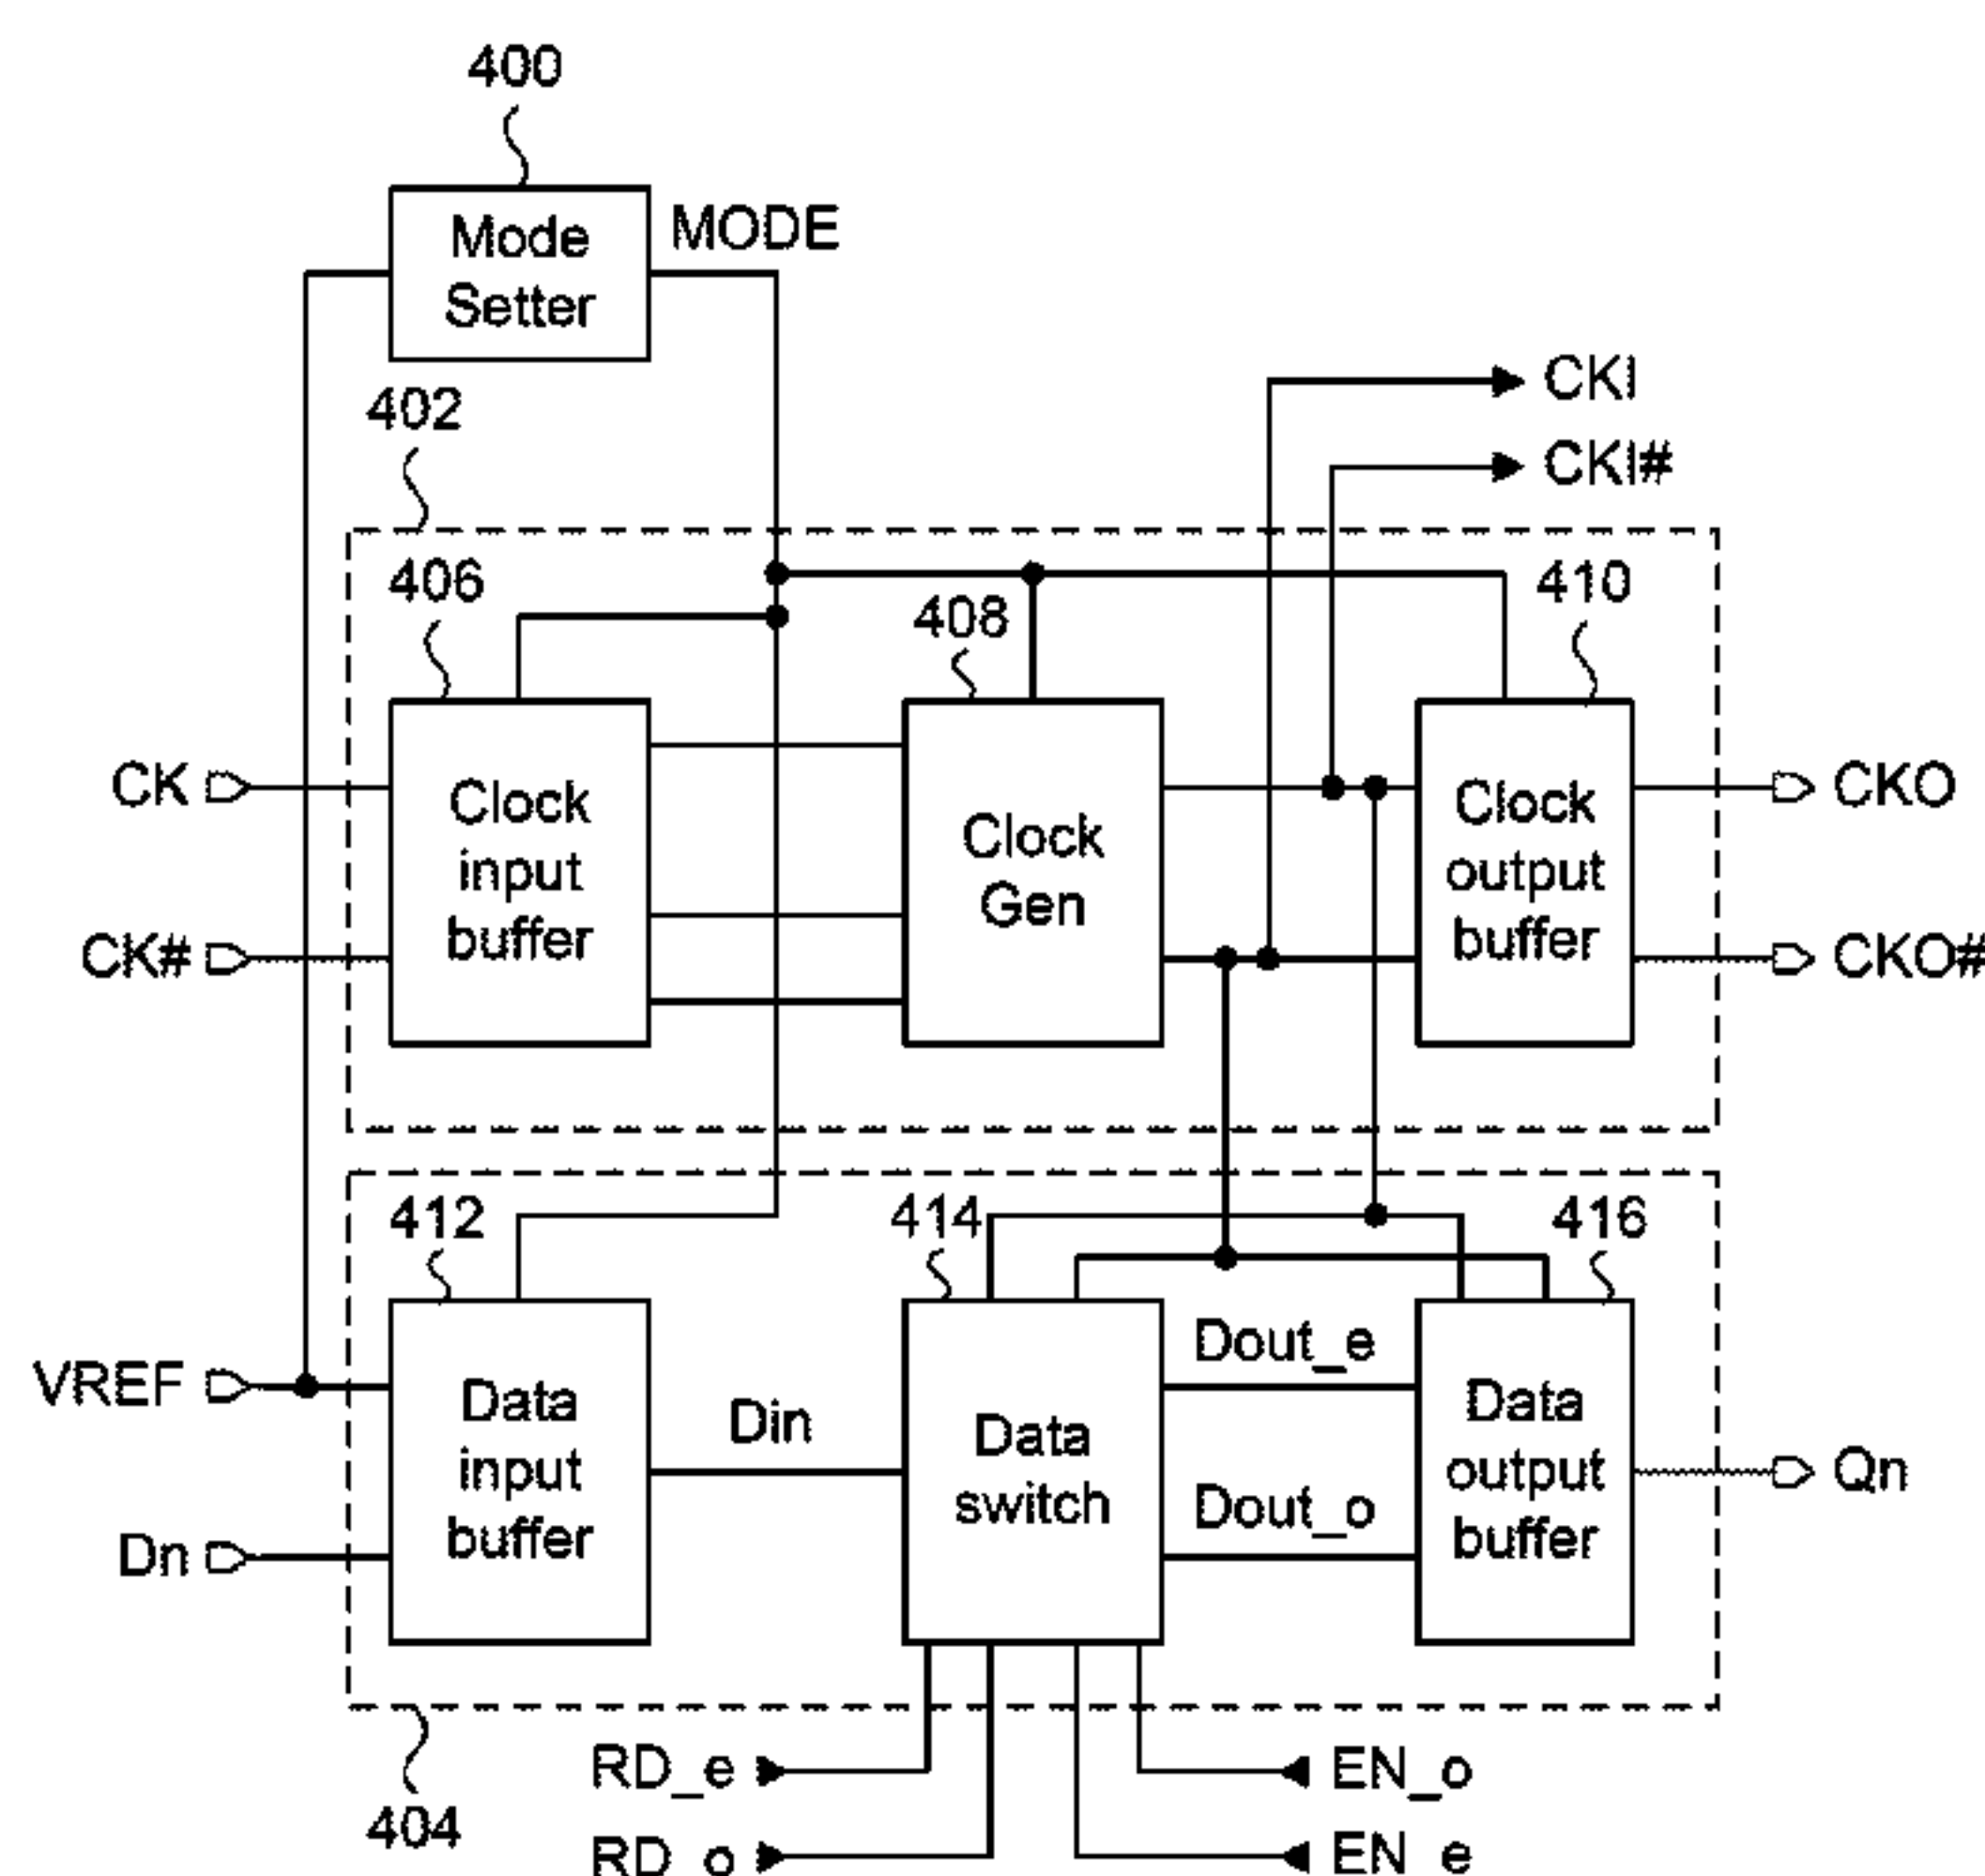 400
Mode
Setter
MODE
402
CKI
CKI#
406
408
410
CK
CK#
Clock
input
buffer
Clock
Gen
Clock
output
buffer
CKO
CKO#
412
414
416
VREF
Dn
Data
input
buffer
Din
Data
switch
Dout_e
Dout_o
Data
output
buffer
Qn
404
RD_e
RD_o
EN_o
EN_e